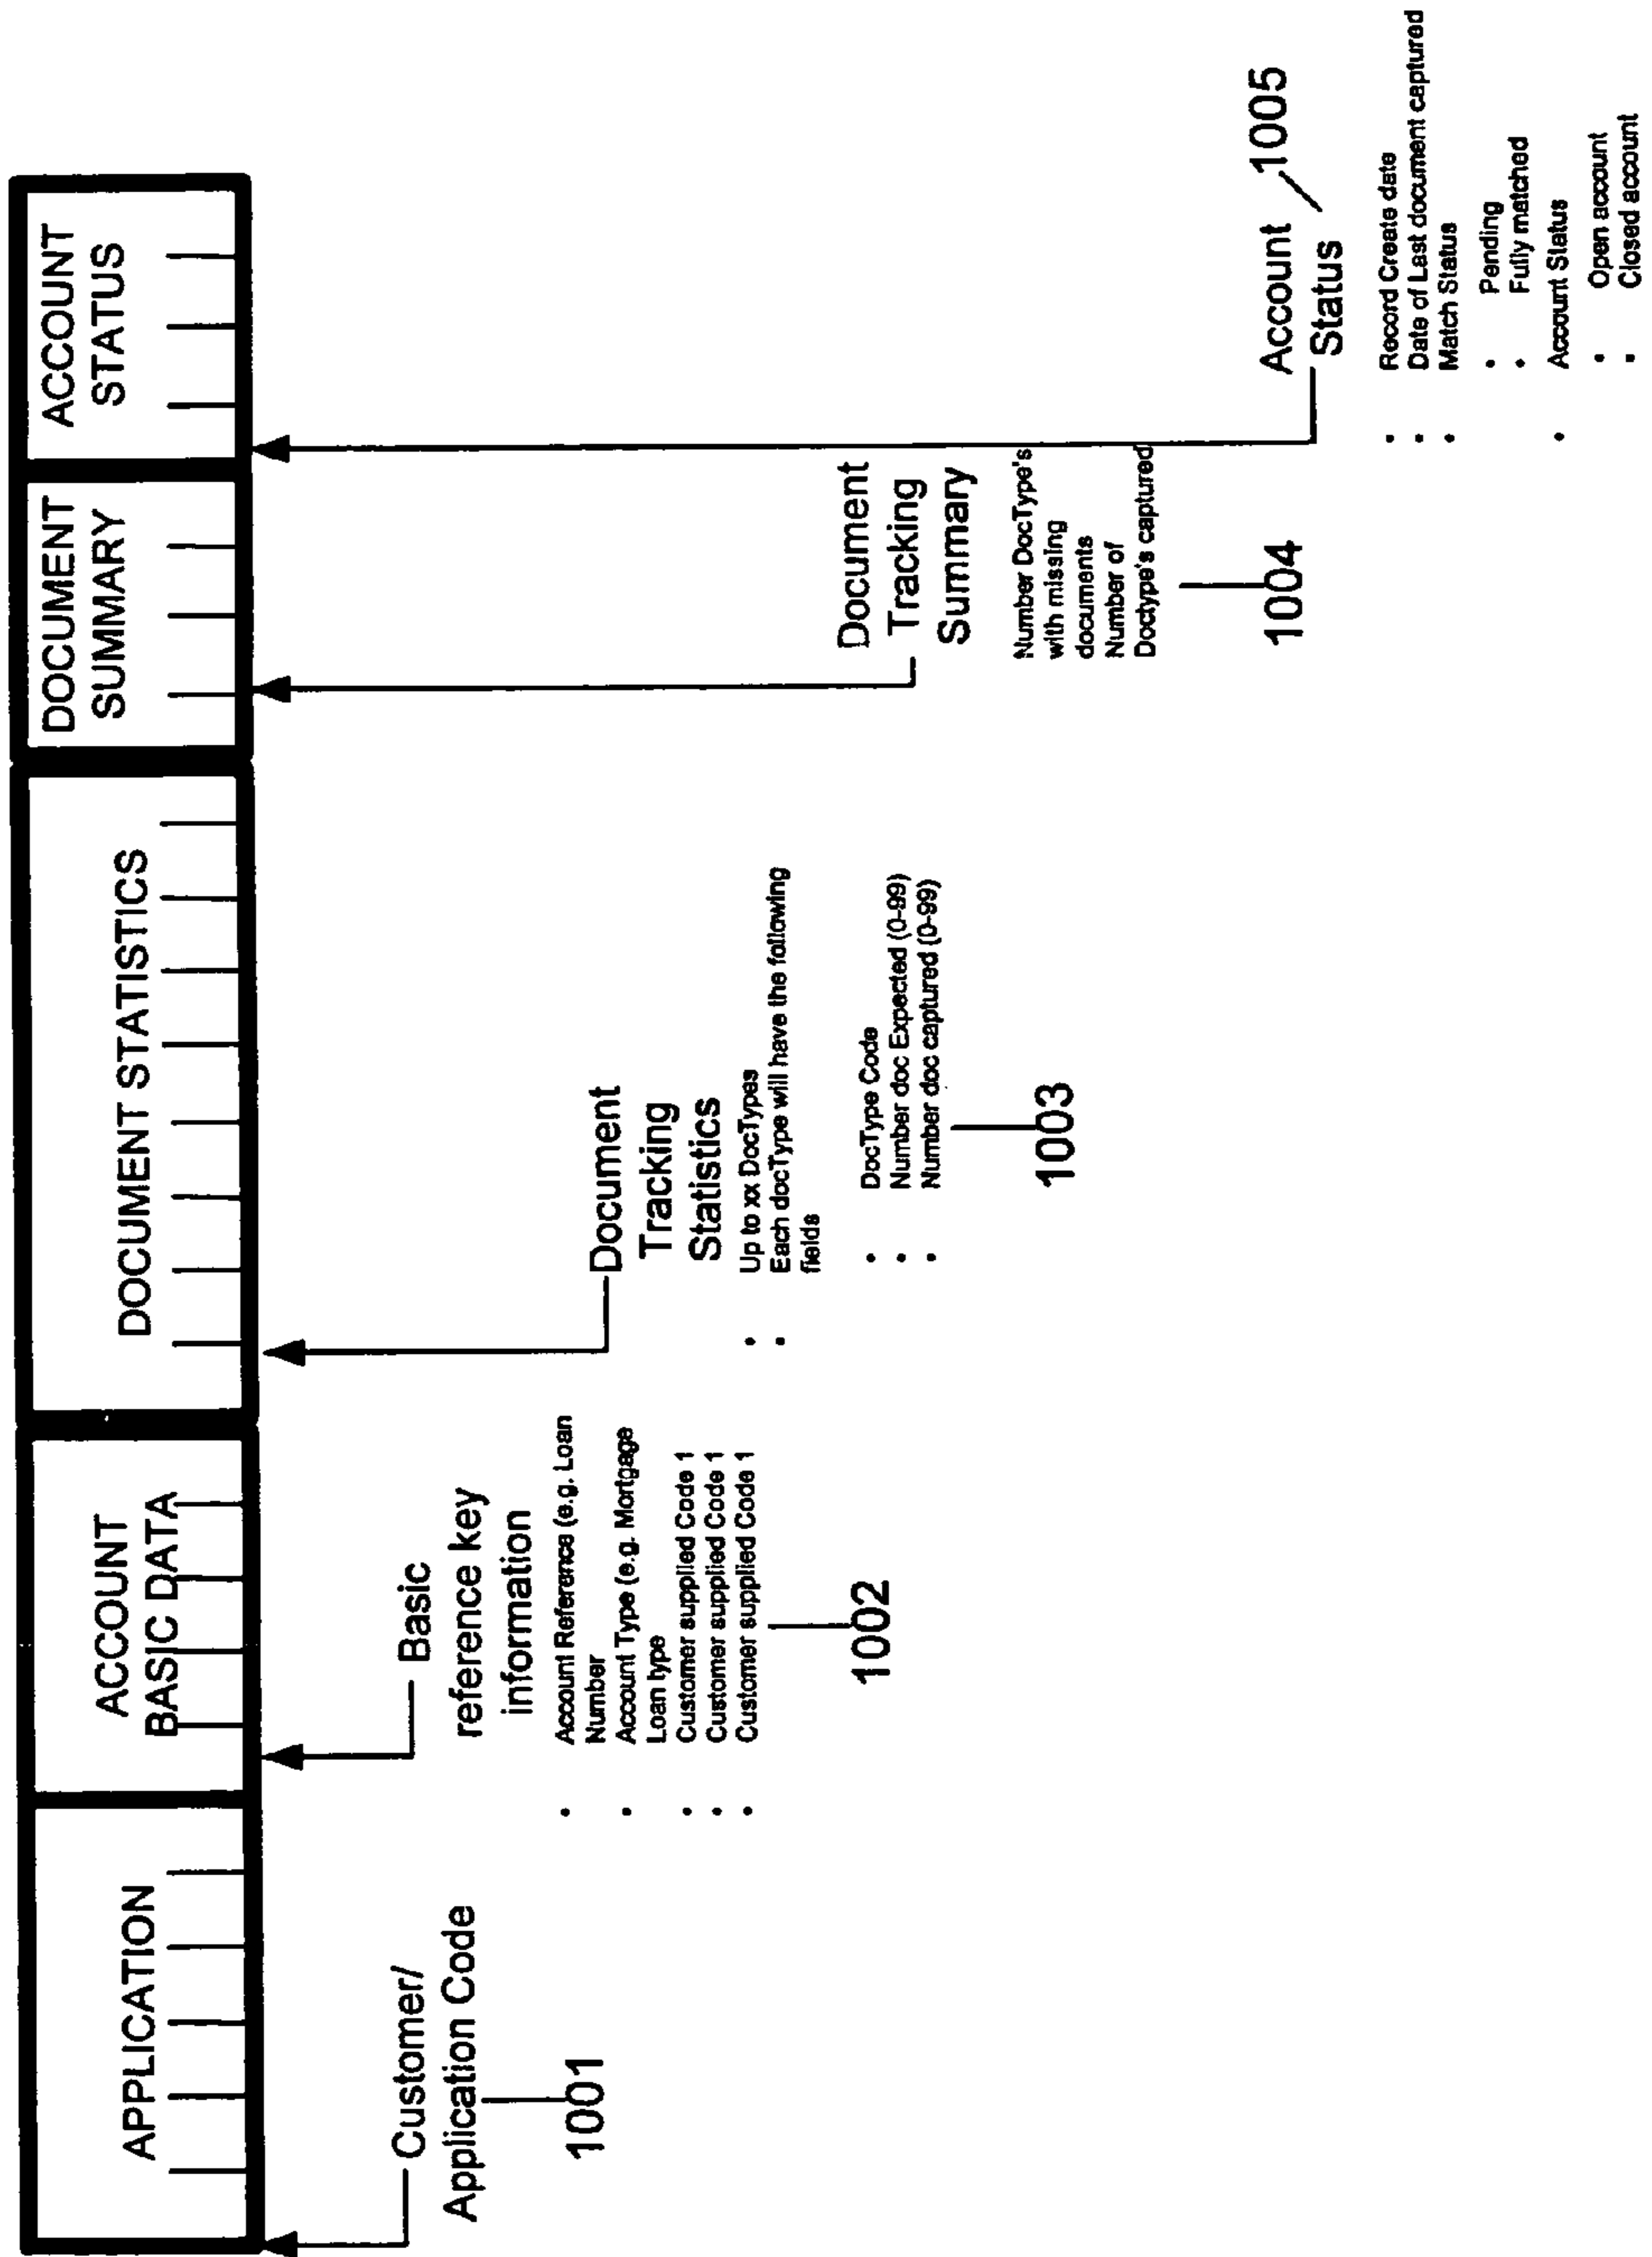 APPLICATION
ACCOUNT
BASIC DATA
DOCUMENT STATISTICS
DOCUMENT
SUMMARY
ACCOUNT
STATUS
Customer/
Application Code
1001
Basic
reference key
information
• Account Reference (e.g. Loan
Number
• Account Type (e.g. Mortgage
Loan type
• Customer supplied Code 1
• Customer supplied Code 1
• Customer supplied Code 1
1002
Document
Tracking
Statistics
• Up to xx DocTypes
• Each docType will have the following
fields
• DocType Code
• Number doc Expected (0-99)
• Number doc captured (0-99)
1003
Document
Tracking
Summary
Number DocType's
with missing
documents
Number of
Doctype's captured
1004
Account
Status
1005
• Record Create date
• Date of Last document captured
• Match Status
• Pending
• Fully matched
• Account Status
• Open account
• Closed account